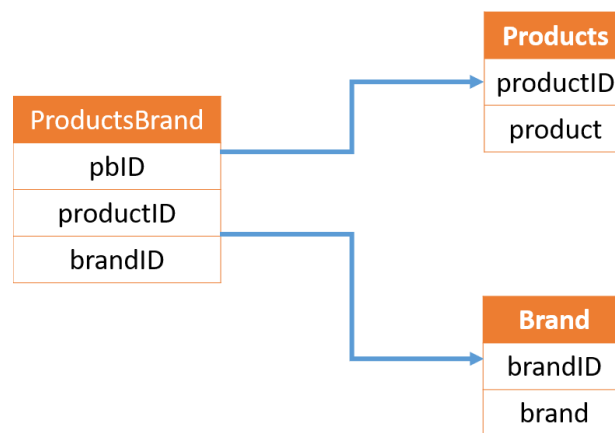 ProductsBrand
pbID
productID
brandID
Products
productID
product
Brand
brandID
brand